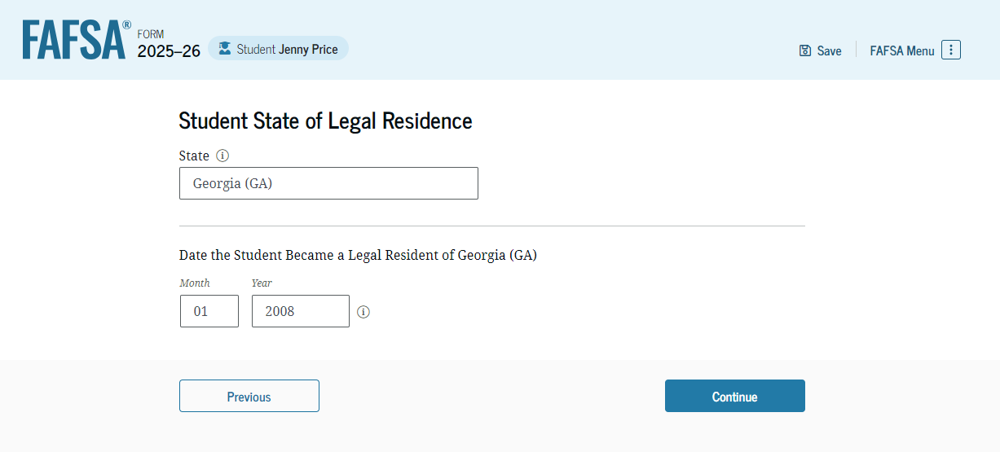 FAFSA®
FORM
2025–26
Student Jenny Price
Save
FAFSA Menu
Student State of Legal Residence
State
Georgia (GA)
Date the Student Became a Legal Resident of Georgia (GA)
Month Year
01 2008
Previous Continue